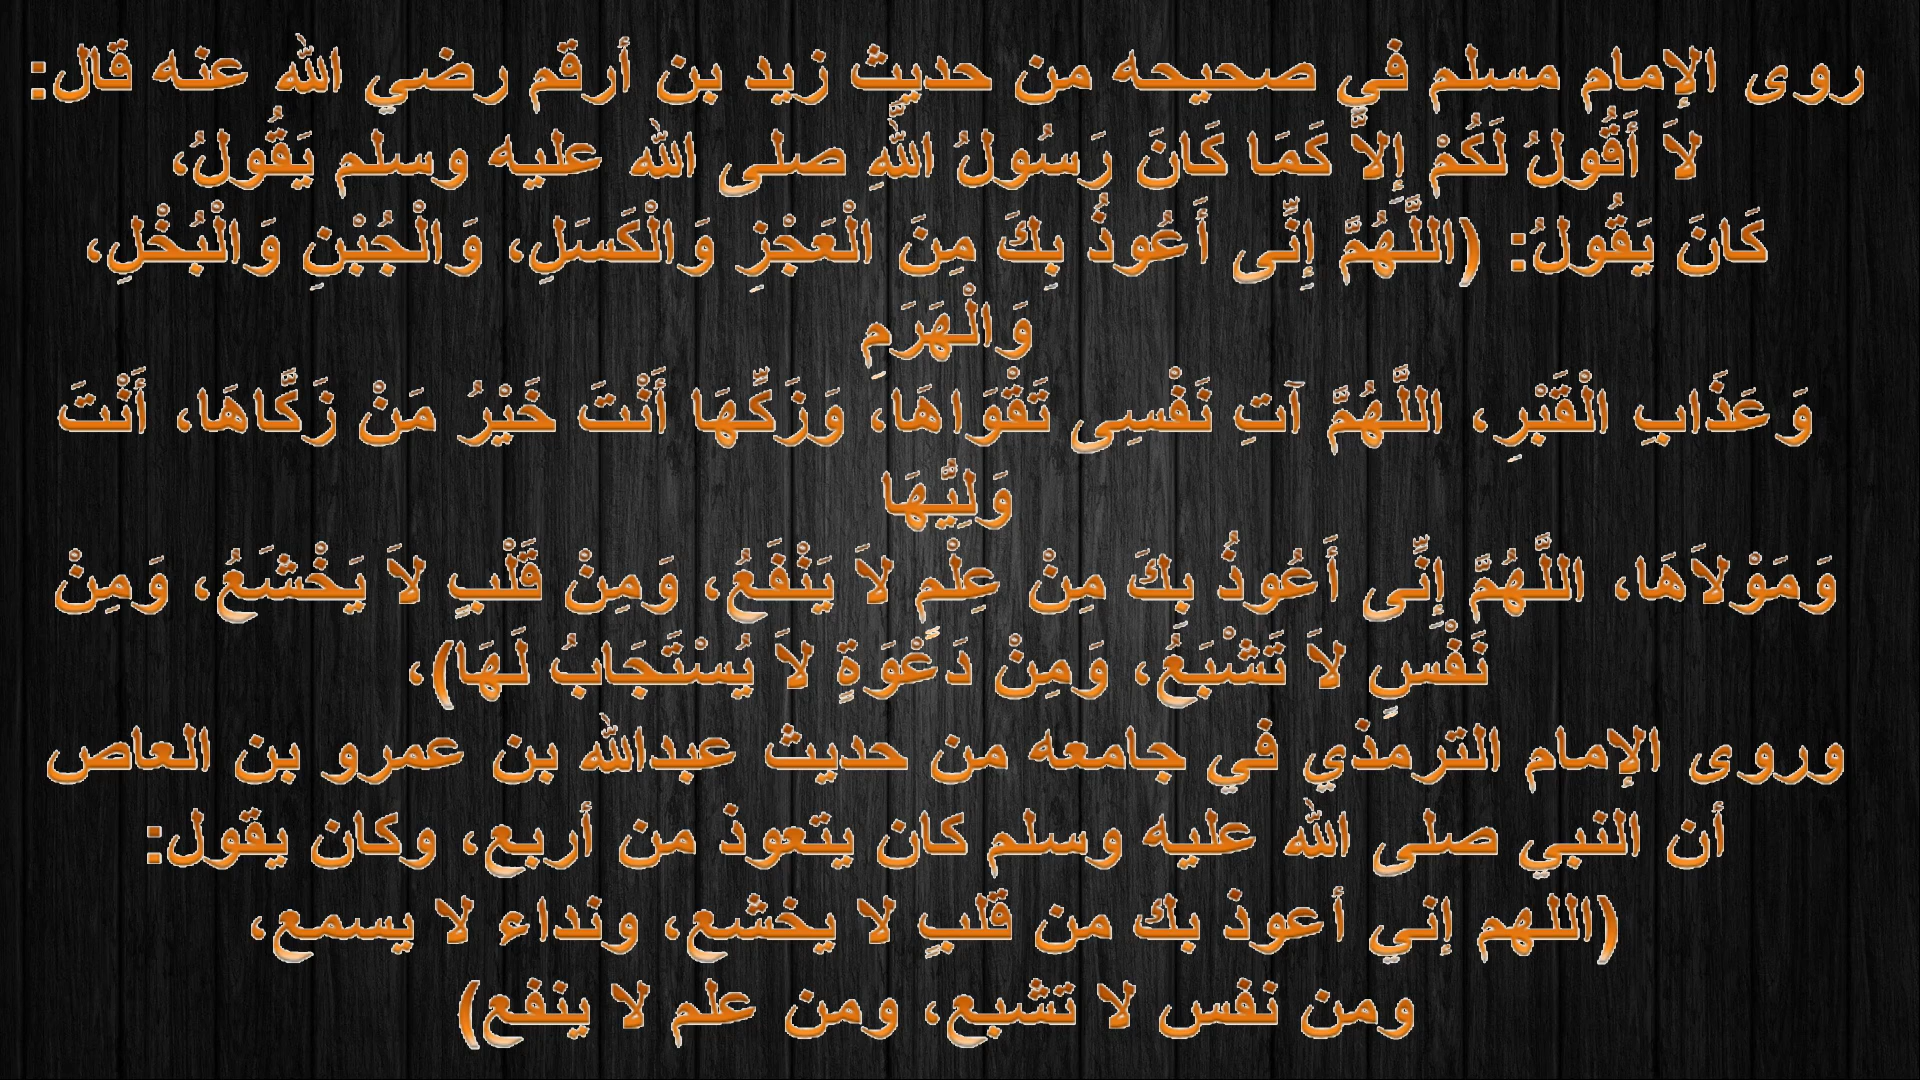 روى الإمام مسلم في صحيحه من حديث زيد بن أرقم رضي الله عنه قال:
لاَ أَقُولُ لَكُمْ إِلاَّ كَمَا كَانَ رَسُولُ اللَّهِ صلى الله عليه وسلم يَقُولُ،
كَانَ يَقُولُ: (اللَّهُمَّ إِنِّى أَعُوذُ بِكَ مِنَ الْعَجْزِ وَالْكَسَلِ، وَالْجُبْنِ وَالْبُخْلِ،
وَالْهَرَمِ
وَعَذَابِ الْقَبْرِ، اللَّهُمَّ آتِ نَفْسِى تَقْوَاهَا، وَزَكِّهَا أَنْتَ خَيْرُ مَنْ زَكَّاهَا، أَنْتَ
وَلِيُّهَا
وَمَوْلاَهَا، اللَّهُمَّ إِنِّى أَعُوذُ بِكَ مِنْ عِلْمٍ لاَ يَنْفَعُ، وَمِنْ قَلْبٍ لاَ يَخْشَعُ، وَمِنْ
نَفْسٍ لاَ تَشْبَعُ، وَمِنْ دَعْوَةٍ لاَ يُسْتَجَابُ لَهَا)،
وروى الإمام الترمذي في جامعه من حديث عبدالله بن عمرو بن العاص
أن النبي صلى الله عليه وسلم كان يتعوذ من أربع، وكان يقول:
(اللهم إني أعوذ بك من قلبٍ لا يخشع، ونداء لا يسمع،
ومن نفس لا تشبع، ومن علم لا ينفع)